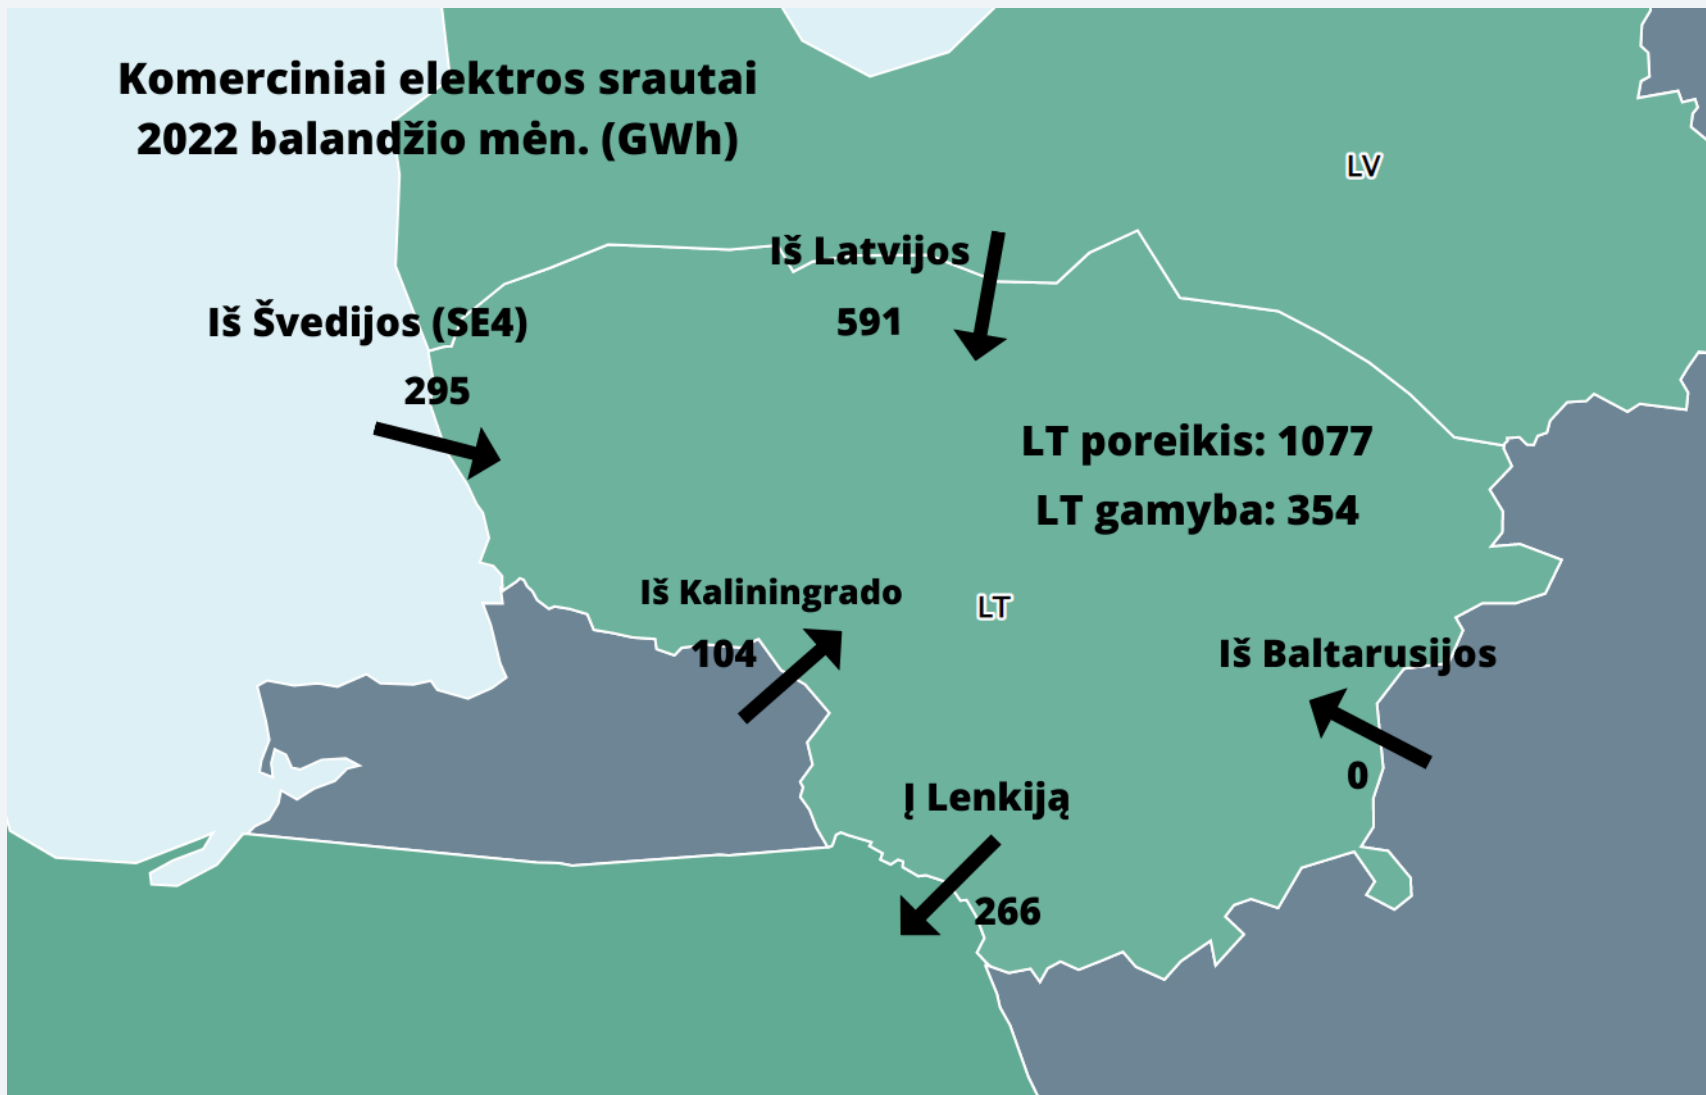 Komerciniai elektros srautai
2022 balandžio mėn. (GWh)
LV
Iš Latvijos
591
Iš Švedijos (SE4)
295
LT poreikis: 1077
LT gamyba: 354
Iš Kaliningrado
104
LT
Iš Baltarusijos
0
Į Lenkiją
266